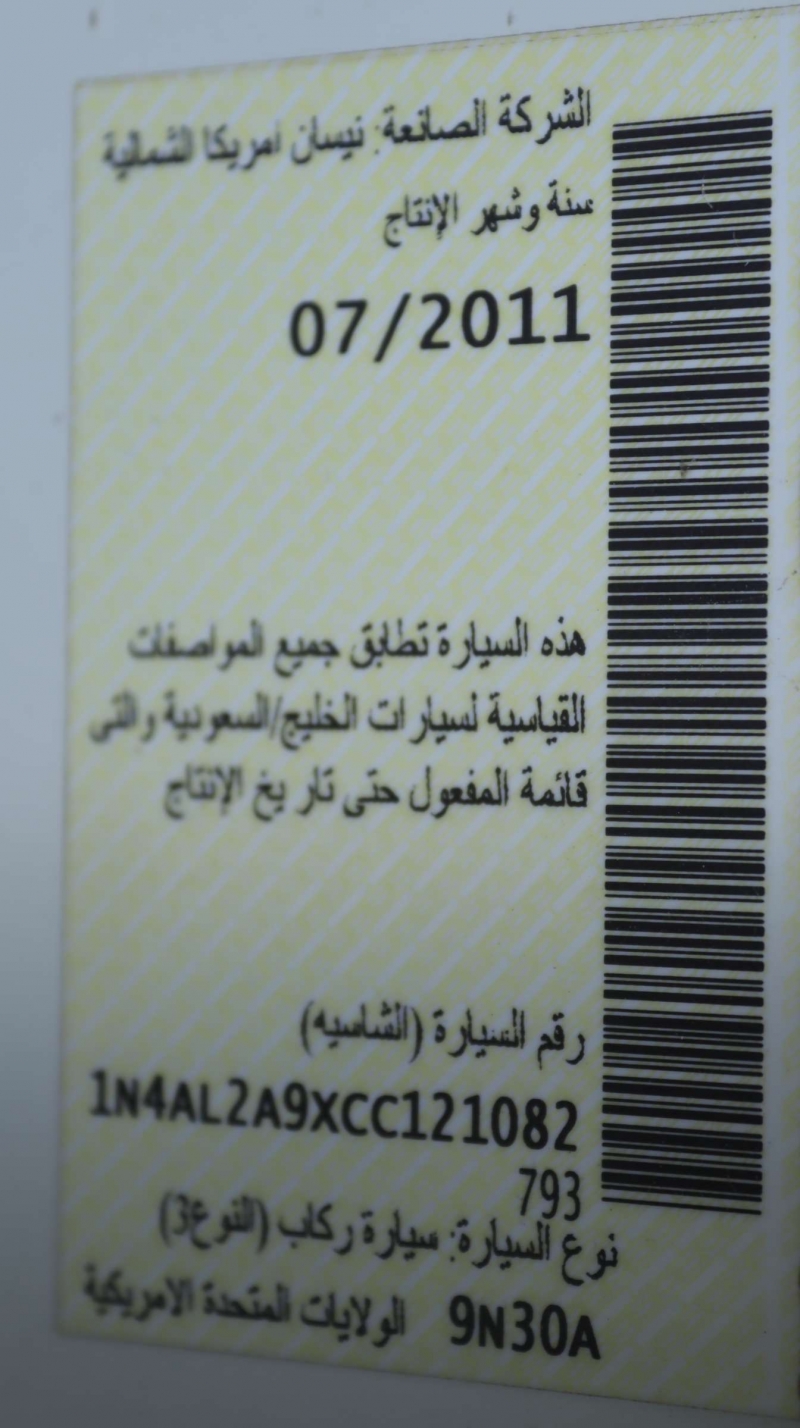 الشركة الصانعة: نيسان امريكا الشمالية
سنة وشهر الإنتاج
07/2011
هذه السيارة تطابق جميع المواصفات
القياسية لسيارات الخليج/السعودية والتى
قائمة المفعول حتى تاريخ الإنتاج
رقم السيارة (الشاسيه)
1N4AL2A9XCC121082
793
نوع السيارة: سيارة ركاب (النوع3)
9N30A الولايات المتحدة الامريكية